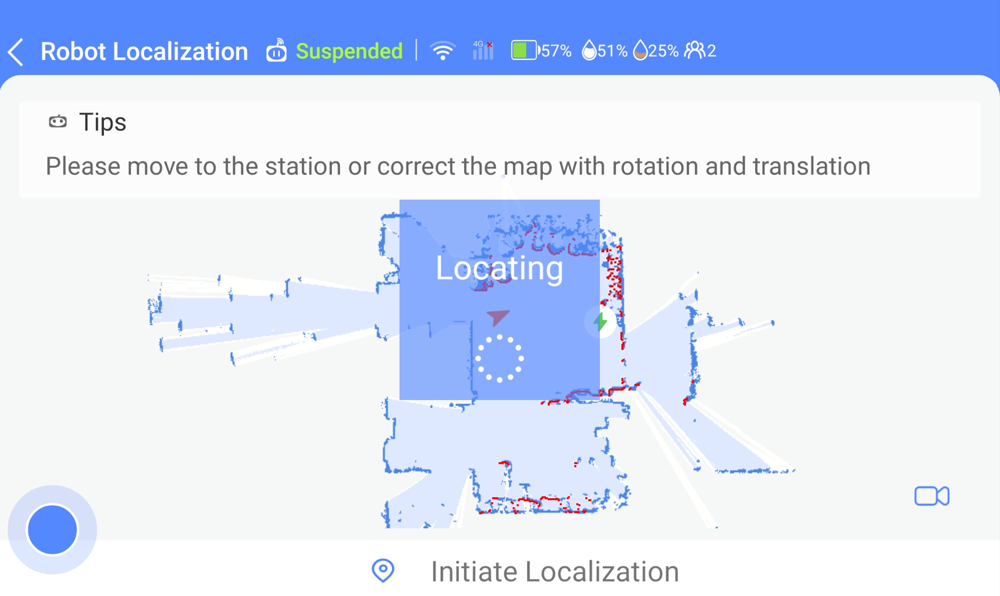 Robot Localization Suspended 4G 57% 51% 25% 2
Tips
Please move to the station or correct the map with rotation and translation
Locating
Initiate Localization